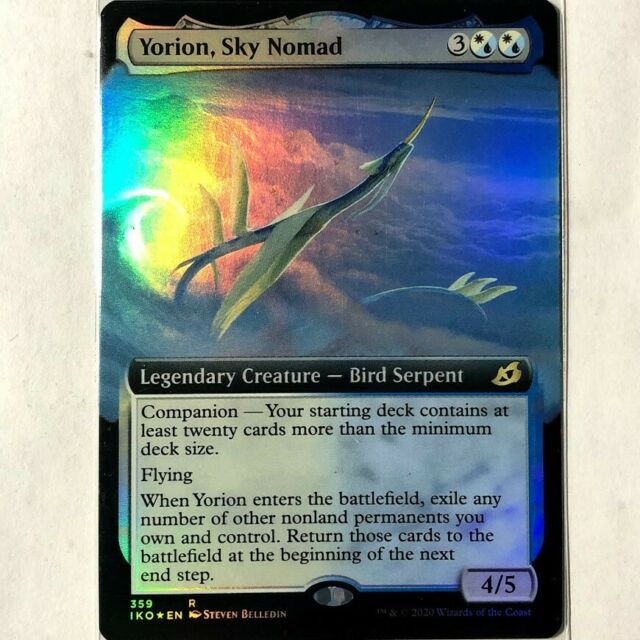 Yorion, Sky Nomad 3
Legendary Creature — Bird Serpent
Companion — Your starting deck contains at
least twenty cards more than the minimum
deck size.
Flying
When Yorion enters the battlefield, exile any
number of other nonland permanents you
own and control. Return those cards to the
battlefield at the beginning of the next
end step.
4/5
359 R
IKO★EN Steven Belledin
™ & © 2020 Wizards of the Coast